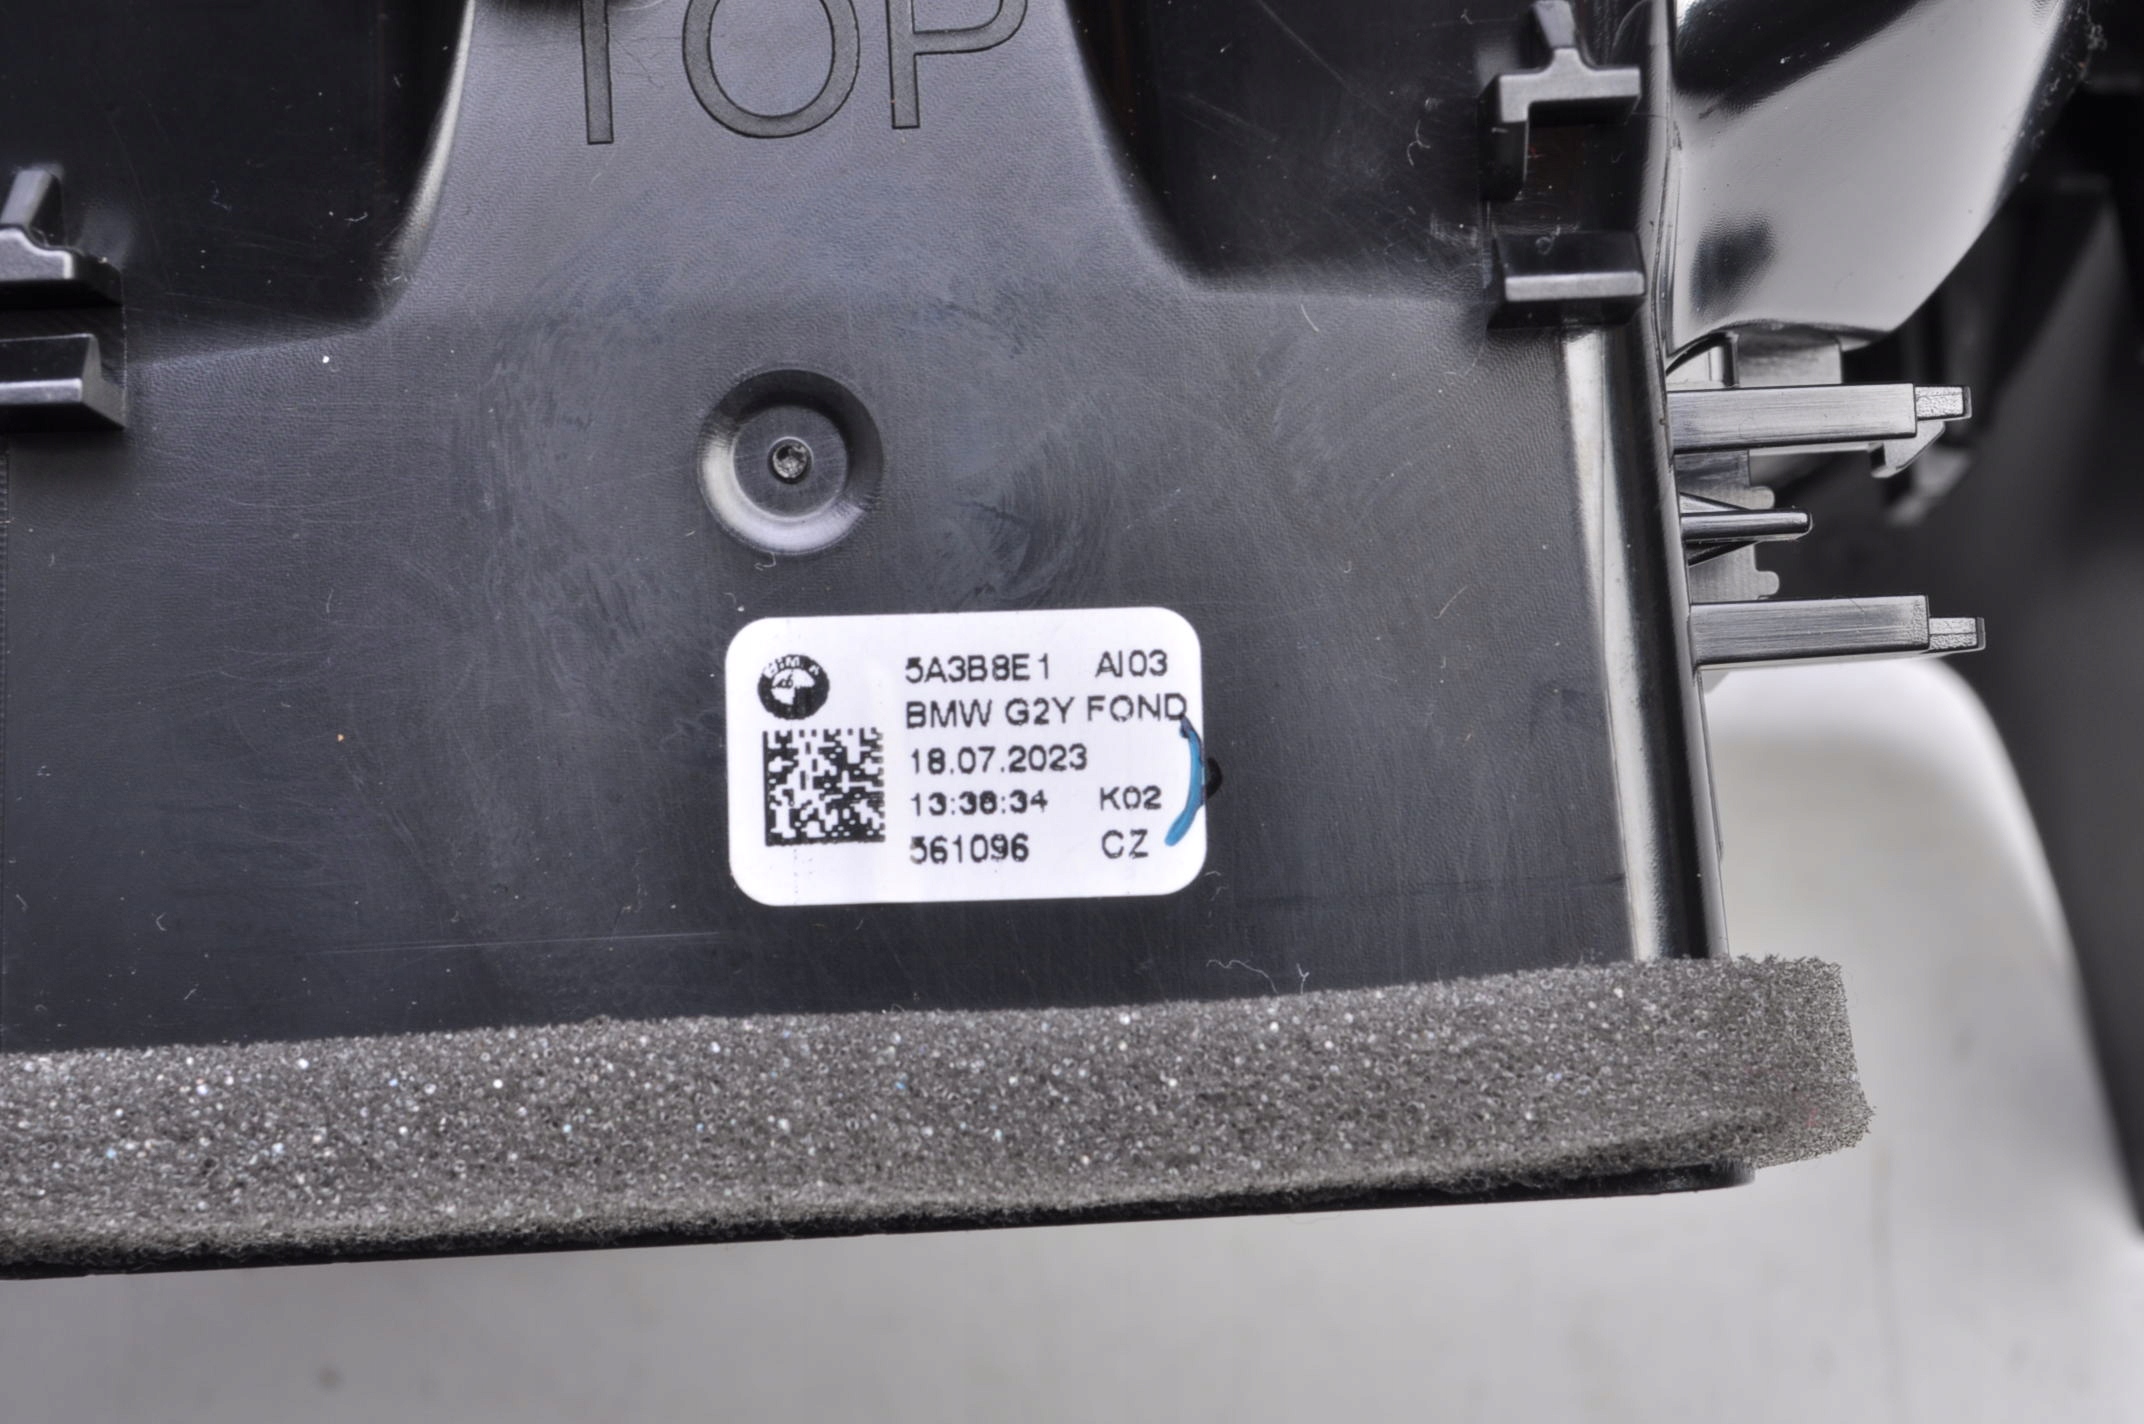 TOP
5A3B8E1 AI03
BMW G2Y FOND
18.07.2023
13:36:34 K02
561096 CZ